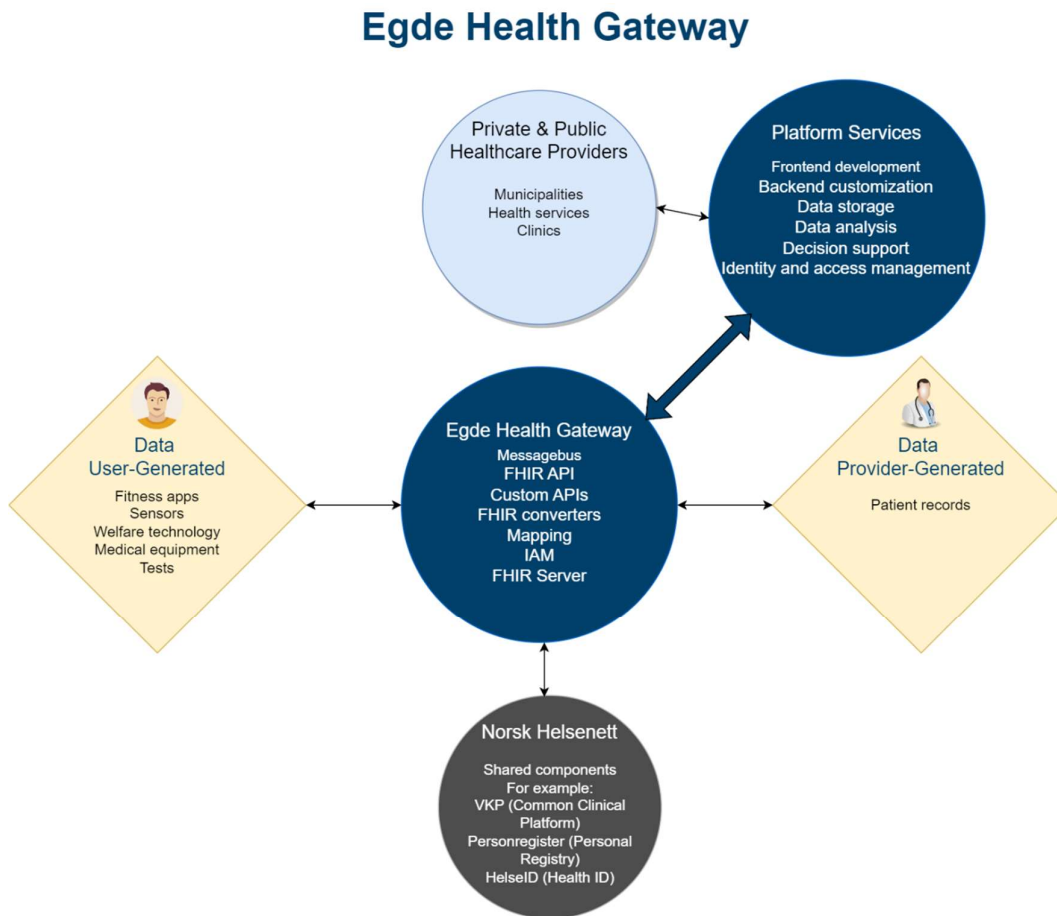 Egde Health Gateway
Private & Public
Healthcare Providers
Municipalities
Health services
Clinics
Platform Services
Frontend development
Backend customization
Data storage
Data analysis
Decision support
Identity and access management
Data
User-Generated
Fitness apps
Sensors
Welfare technology
Medical equipment
Tests
Egde Health Gateway
Messagebus
FHIR API
Custom APIs
FHIR converters
Mapping
IAM
FHIR Server
Data
Provider-Generated
Patient records
Norsk Helsenett
Shared components
For example:
VKP (Common Clinical
Platform)
Personregister (Personal
Registry)
HelseID (Health ID)